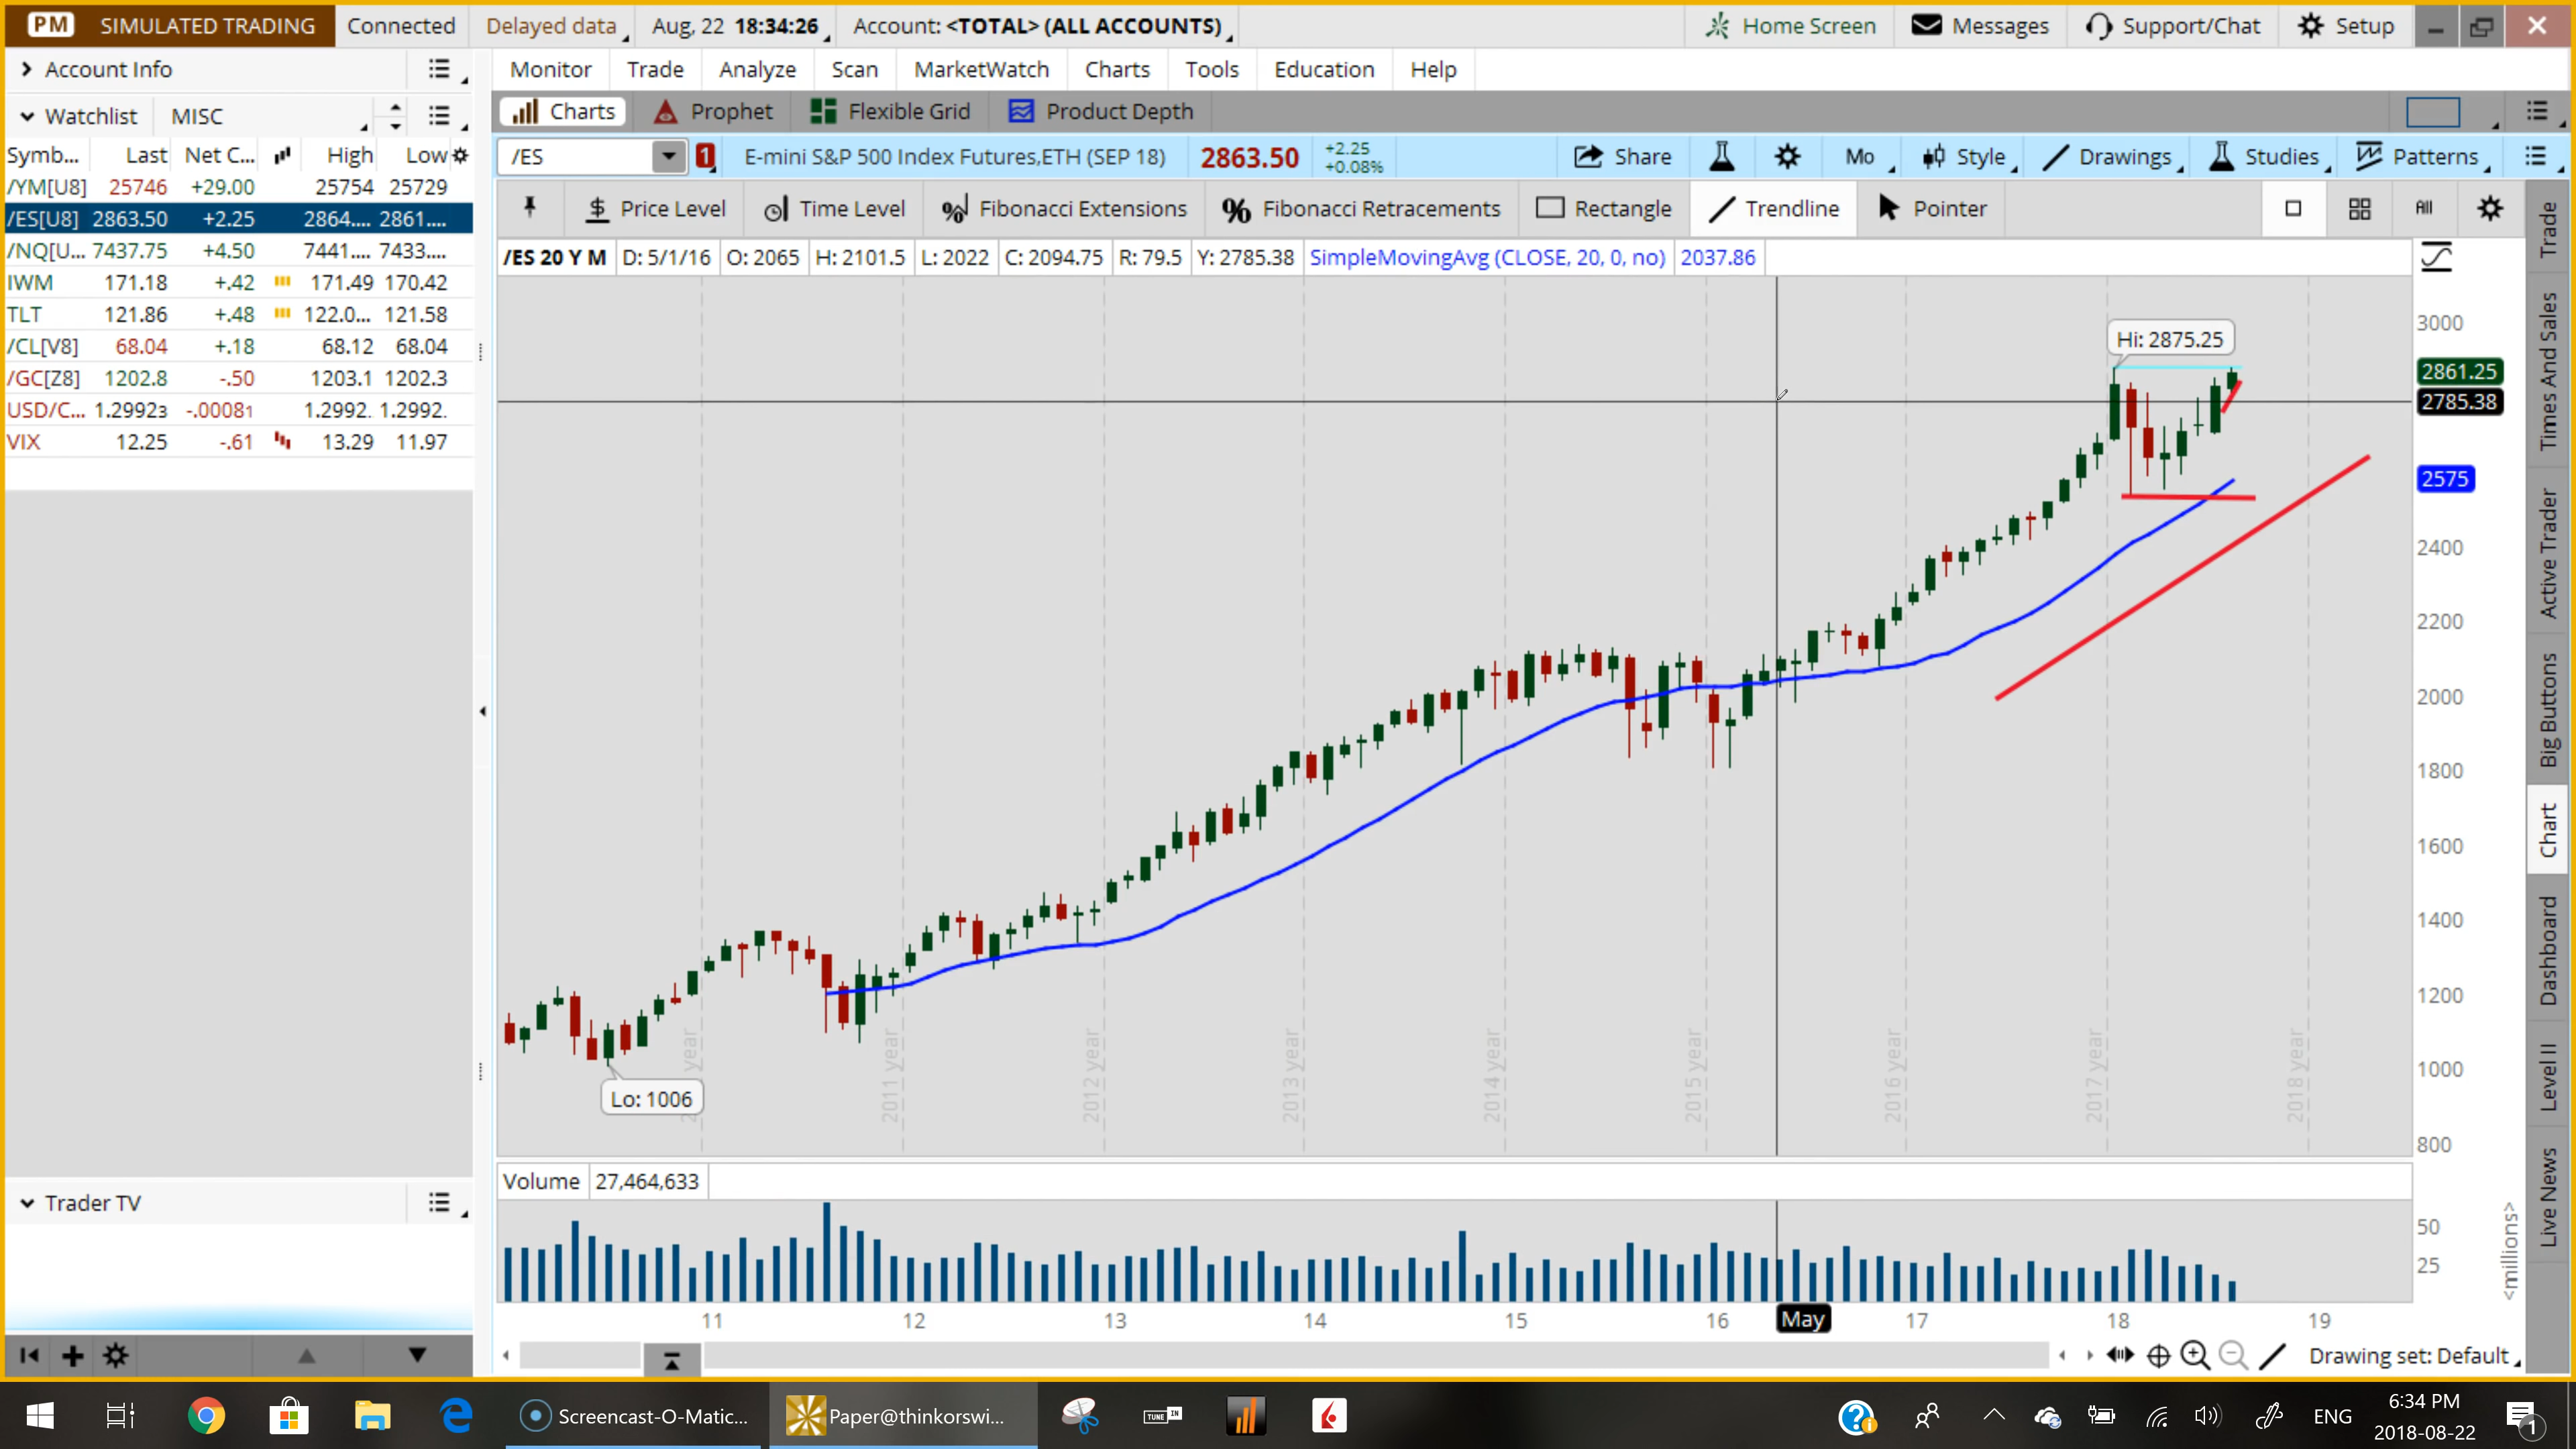 PM SIMULATED TRADING Connected Delayed data Aug, 22 18:34:26 Account: <TOTAL> (ALL ACCOUNTS) Home Screen Messages Support/Chat Setup
Account Info
Monitor Trade Analyze Scan MarketWatch Charts Tools Education Help
Watchlist MISC
Charts Prophet Flexible Grid Product Depth
Symb... Last Net C... High Low
/ES 1 E-mini S&P 500 Index Futures,ETH (SEP 18) 2863.50 +2.25 +0.08% Share Mo Style Drawings Studies Patterns
/YM[U8] 25746 +29.00 25754 25729
/ES[U8] 2863.50 +2.25 2864.... 2861....
/NQ[U... 7437.75 +4.50 7441.... 7433....
IWM 171.18 +.42 171.49 170.42
TLT 121.86 +.48 122.0... 121.58
/CL[V8] 68.04 +.18 68.12 68.04
/GC[Z8] 1202.8 -.50 1203.1 1202.3
USD/C... 1.29923 -.00081 1.2992. 1.2992.
VIX 12.25 -.61 13.29 11.97
$ Price Level Time Level Fibonacci Extensions % Fibonacci Retracements Rectangle Trendline Pointer All
/ES 20 Y M D: 5/1/16 O: 2065 H: 2101.5 L: 2022 C: 2094.75 R: 79.5 Y: 2785.38 SimpleMovingAvg (CLOSE, 20, 0, no) 2037.86
Hi: 2875.25
Lo: 1006
3000
2861.25
2785.38
2575
2400
2200
2000
1800
1600
1400
1200
1000
800
year
2011 year
2012 year
2013 year
2014 year
2015 year
2016 year
2017 year
2018 year
Volume 27,464,633
50
25
<millions>
11 12 13 14 15 16 May 17 18 19
Drawing set: Default
Trade
Times And Sales
Active Trader
Big Buttons
Chart
Dashboard
Level II
Live News
Trader TV
Screencast-O-Matic... Paper@thinkorswi... TUNE IN ENG
6:34 PM
2018-08-22
1